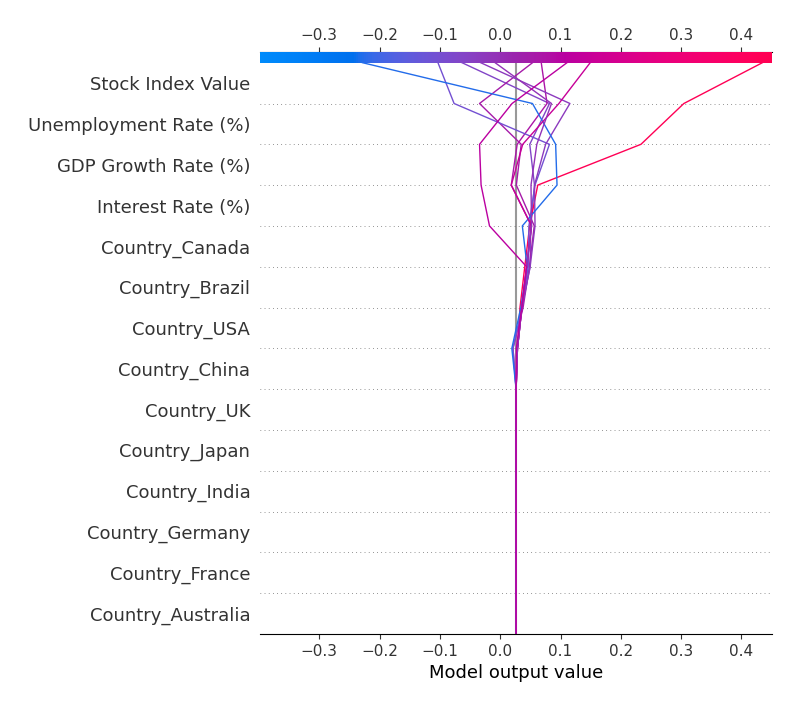 −0.3 −0.2 −0.1 0.0 0.1 0.2 0.3 0.4
Stock Index Value
Unemployment Rate (%)
GDP Growth Rate (%)
Interest Rate (%)
Country_Canada
Country_Brazil
Country_USA
Country_China
Country_UK
Country_Japan
Country_India
Country_Germany
Country_France
Country_Australia
−0.3 −0.2 −0.1 0.0 0.1 0.2 0.3 0.4
Model output value